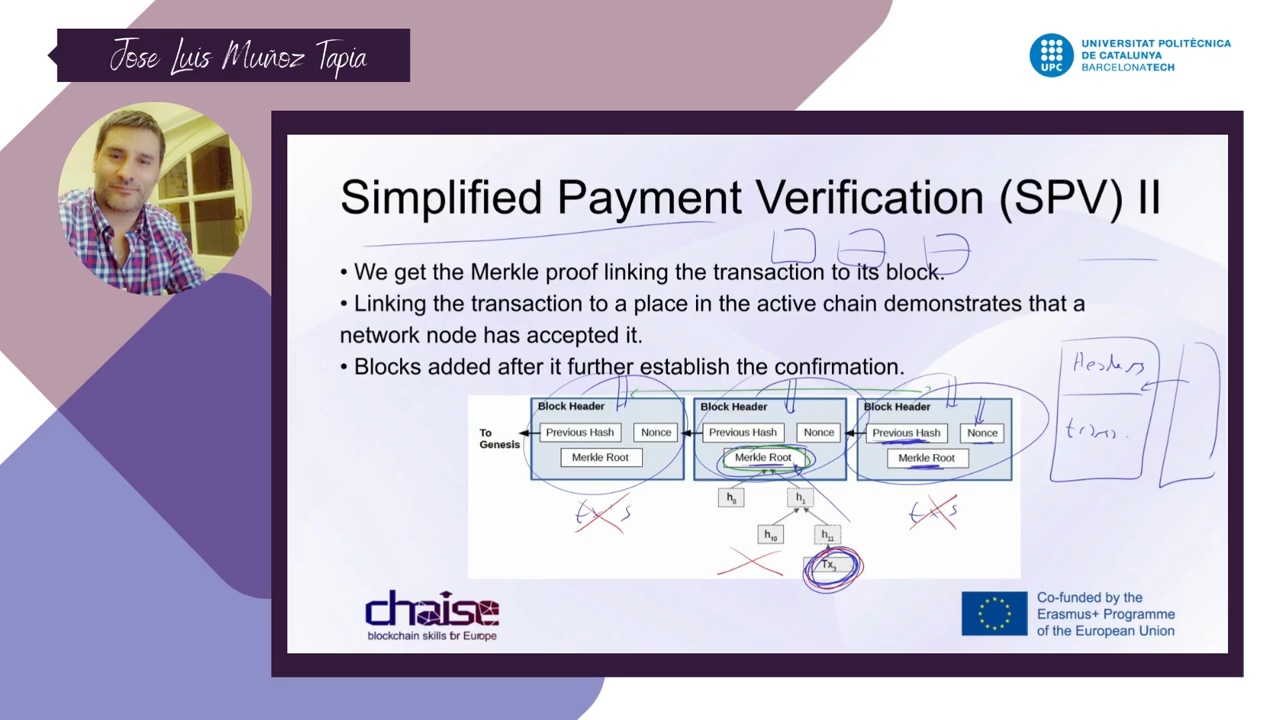 Jose Luis Muñoz Tapia
UPC
UNIVERSITAT POLITÈCNICA
DE CATALUNYA
BARCELONATECH
Simplified Payment Verification (SPV) II
• We get the Merkle proof linking the transaction to its block.
• Linking the transaction to a place in the active chain demonstrates that a
network node has accepted it.
• Blocks added after it further establish the confirmation.
Headers
trans.
To
Genesis
Block Header
Previous Hash
Nonce
Merkle Root
Block Header
Previous Hash
Nonce
Merkle Root
Block Header
Previous Hash
Nonce
Merkle Root
h0
h1
h10
h11
Tx3
txs
txs
chaise
blockchain skills for Europe
Co-funded by the
Erasmus+ Programme
of the European Union